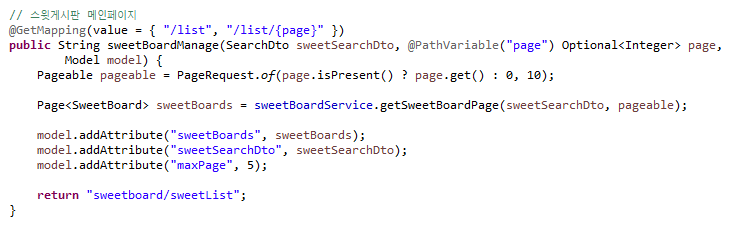 // 스윗게시판 메인페이지
@GetMapping(value = { "/list", "/list/{page}" })
public String sweetBoardManage(SearchDto sweetSearchDto, @PathVariable("page") Optional<Integer> page,
        Model model) {
    Pageable pageable = PageRequest.of(page.isPresent() ? page.get() : 0, 10);

    Page<SweetBoard> sweetBoards = sweetBoardService.getSweetBoardPage(sweetSearchDto, pageable);

    model.addAttribute("sweetBoards", sweetBoards);
    model.addAttribute("sweetSearchDto", sweetSearchDto);
    model.addAttribute("maxPage", 5);

    return "sweetboard/sweetList";
}